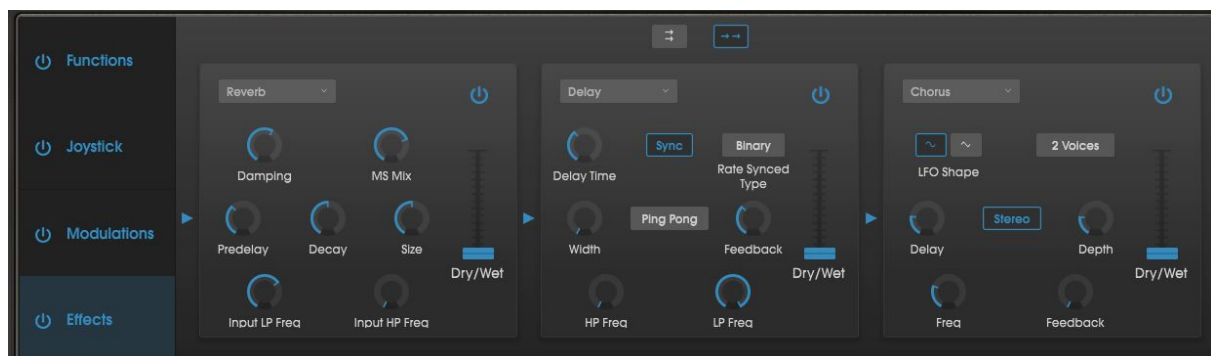 Functions
Joystick
Modulations
Effects
Reverb
Damping
MS Mix
Predelay
Decay
Size
Dry/Wet
Input LP Freq
Input HP Freq
Delay
Delay Time
Sync
Binary
Rate Synced
Type
Width
Ping Pong
Feedback
Dry/Wet
HP Freq
LP Freq
Chorus
LFO Shape
2 Voices
Delay
Stereo
Depth
Dry/Wet
Freq
Feedback